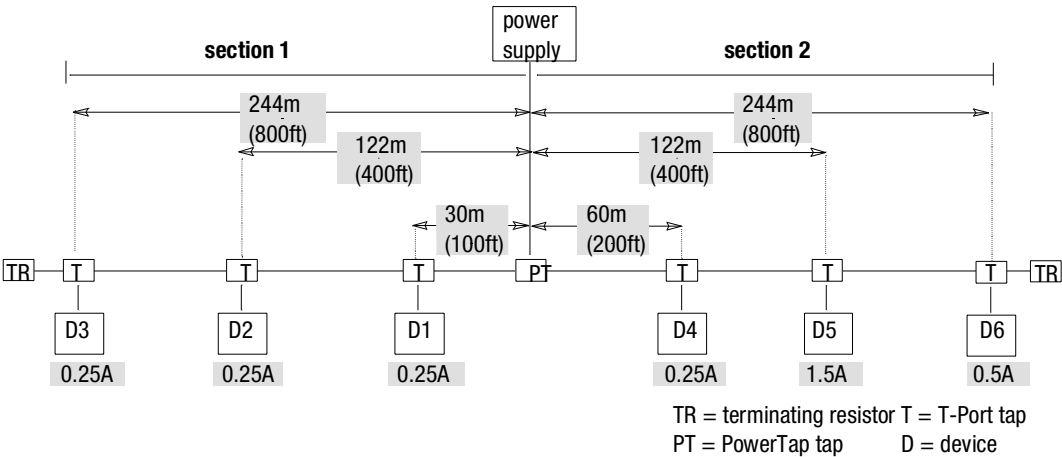 power
supply
section 1
section 2
244m
(800ft)
244m
(800ft)
122m
(400ft)
122m
(400ft)
30m
(100ft)
60m
(200ft)
TR T T T PT T T T TR
D3 D2 D1 D4 D5 D6
0.25A 0.25A 0.25A 0.25A 1.5A 0.5A
TR = terminating resistor T = T-Port tap
PT = PowerTap tap D = device